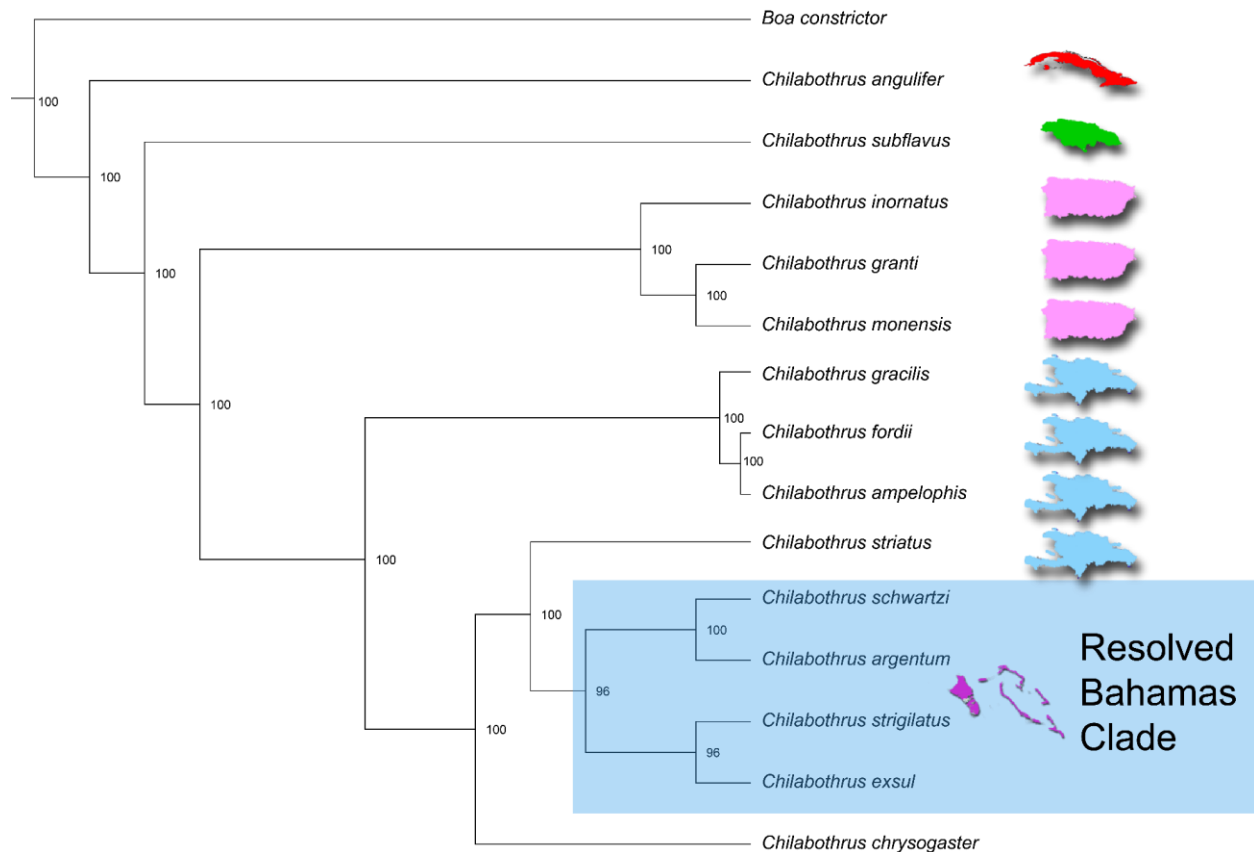 Boa constrictor
100
Chilabothrus angulifer
100
Chilabothrus subflavus
100
Chilabothrus inornatus
100
Chilabothrus granti
100
Chilabothrus monensis
100
Chilabothrus gracilis
100
Chilabothrus fordii
100
Chilabothrus ampelophis
100
Chilabothrus striatus
100
Chilabothrus schwartzi
100
Chilabothrus argentum
96
Chilabothrus strigilatus
96
Chilabothrus exsul
100
Chilabothrus chrysogaster
Resolved
Bahamas
Clade